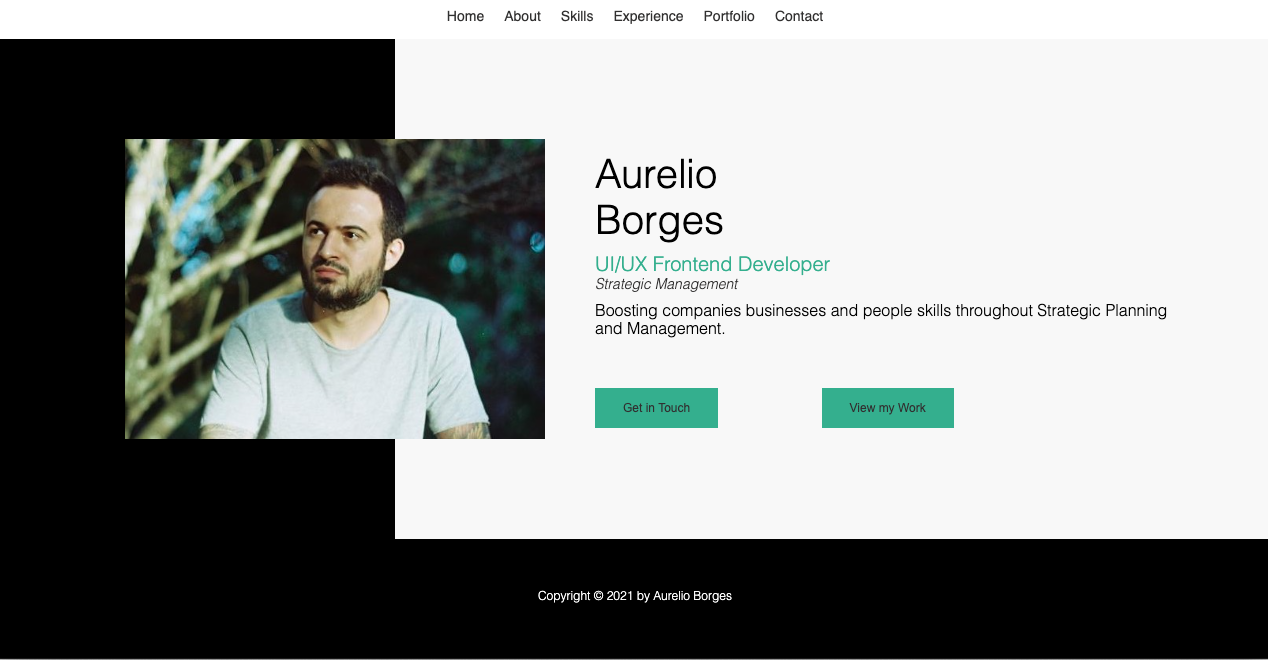 Home About Skills Experience Portfolio Contact
Aurelio
Borges
UI/UX Frontend Developer
Strategic Management
Boosting companies businesses and people skills throughout Strategic Planning
and Management.
Get in Touch View my Work
Copyright © 2021 by Aurelio Borges